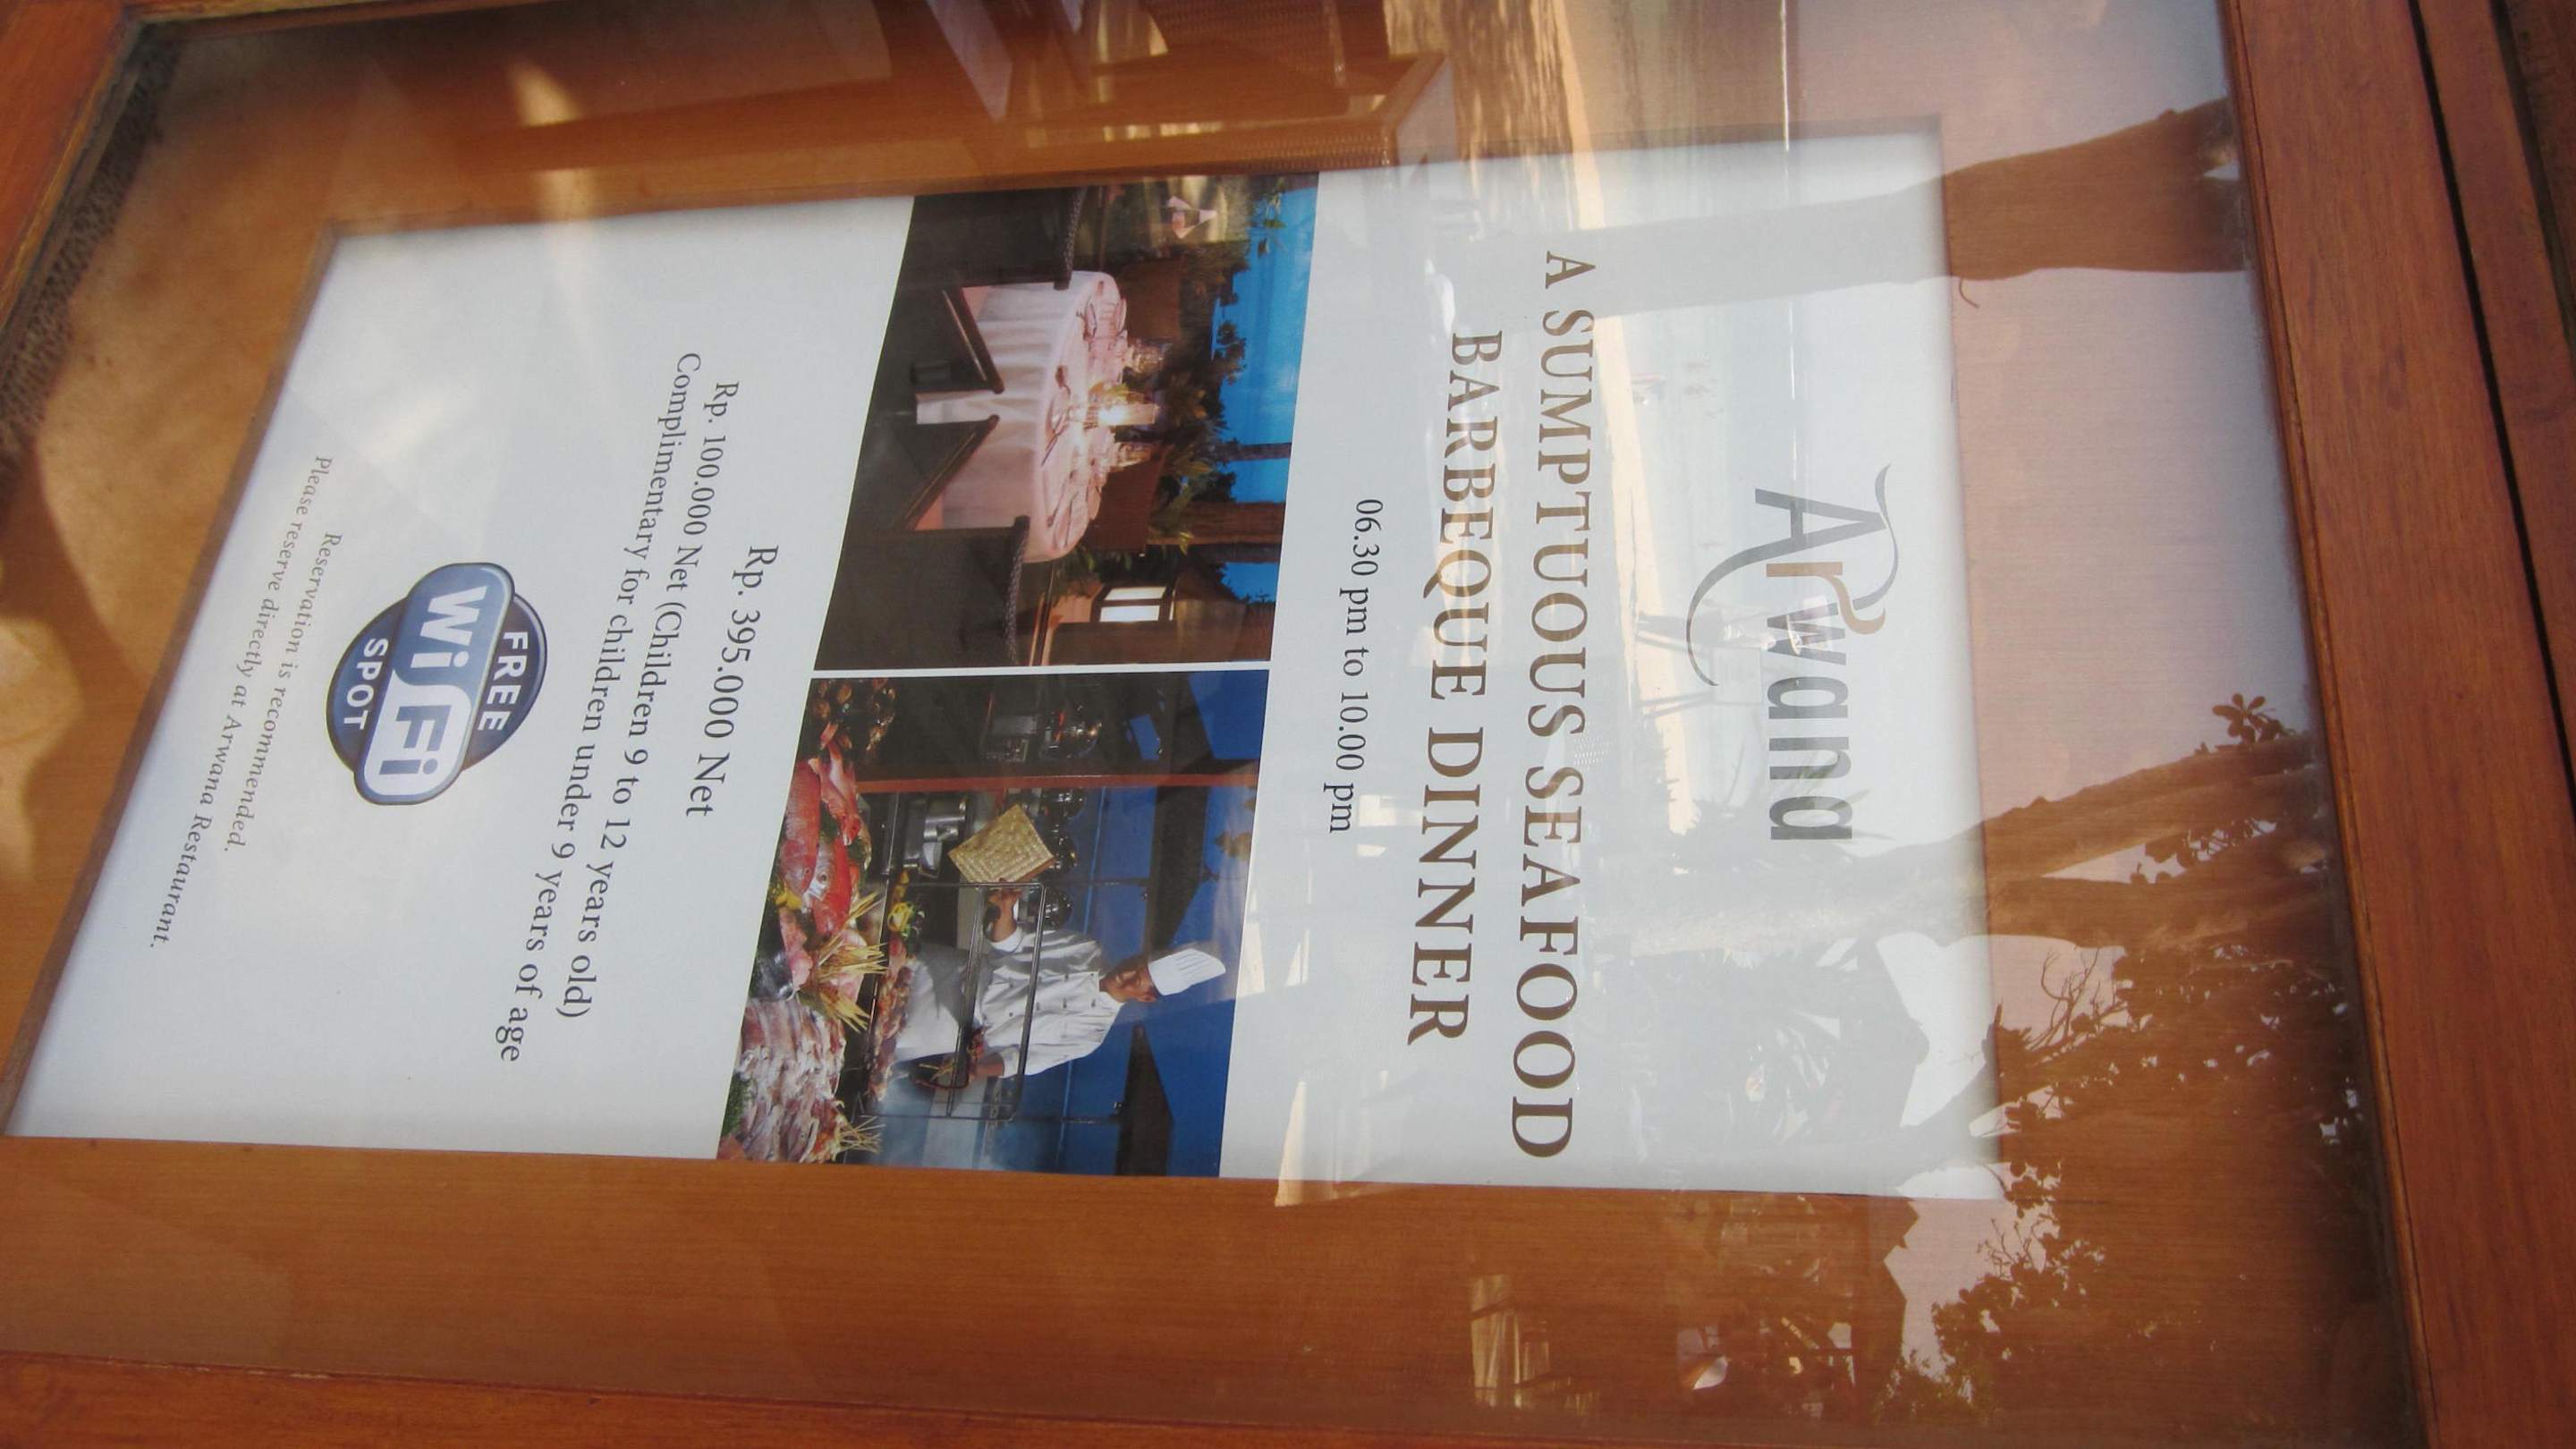 Arwana
A SUMPTUOUS SEAFOOD
BARBEQUE DINNER
06.30 pm to 10.00 pm
Rp. 395.000 Net
Rp. 100.000 Net (Children 9 to 12 years old)
Complimentary for children under 9 years of age
FREE
Wi Fi
SPOT
Reservation is recommended.
Please reserve directly at Arwana Restaurant.